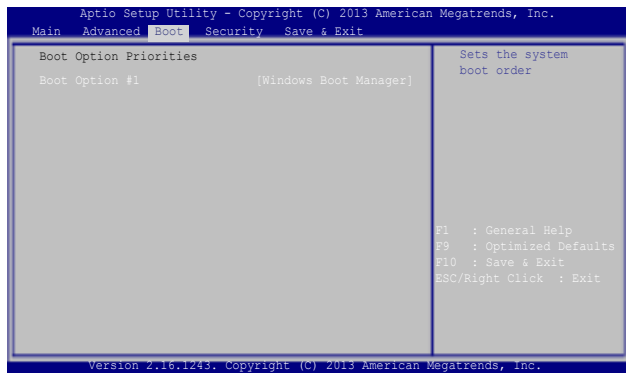 Aptio Setup Utility - Copyright (C) 2013 American Megatrends, Inc.
Main Advanced Boot Security Save & Exit
Boot Option Priorities
Boot Option #1 [Windows Boot Manager]
Sets the system
boot order
F1 : General Help
F9 : Optimized Defaults
F10 : Save & Exit
ESC/Right Click : Exit
Version 2.16.1243. Copyright (C) 2013 American Megatrends, Inc.